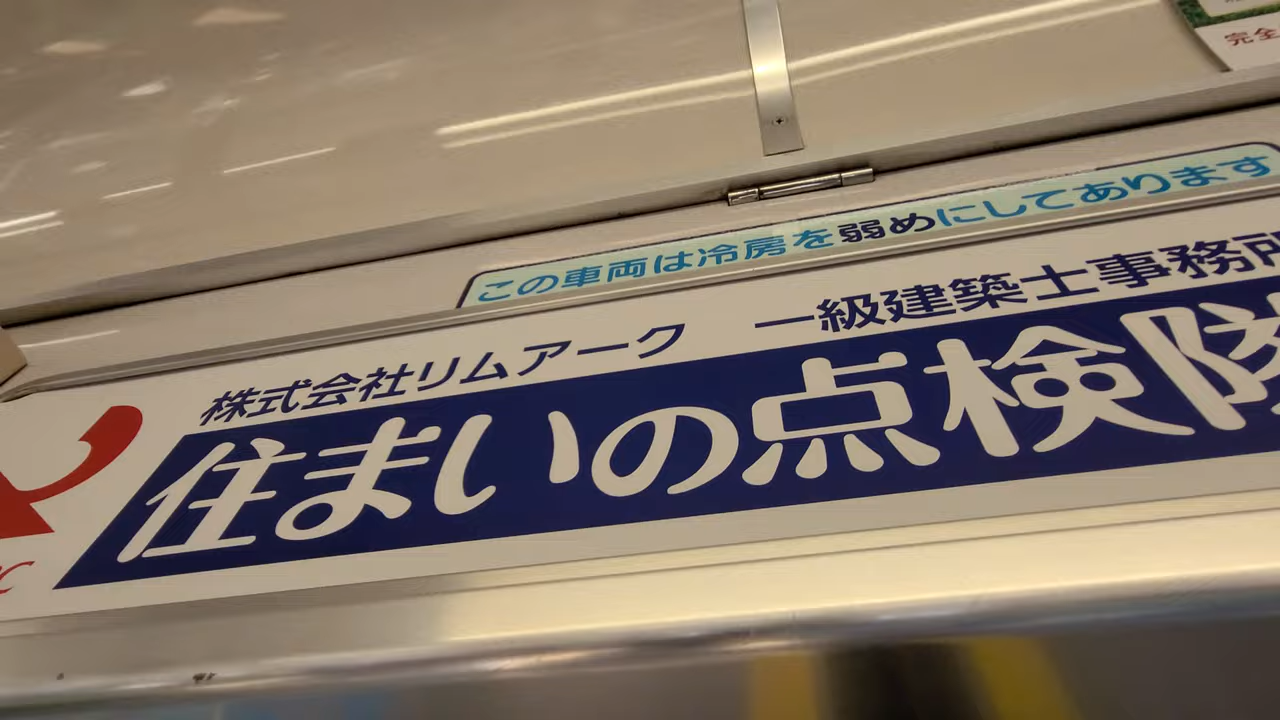 完全
この車両は冷房を弱めにしてあります
株式会社リムアーク 一級建築士事務所
住まいの点検隊